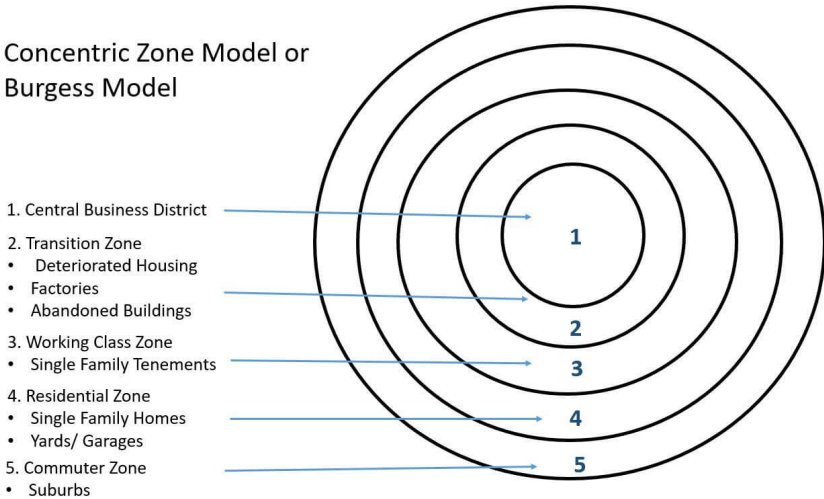 Concentric Zone Model or
Burgess Model
1. Central Business District
2. Transition Zone
• Deteriorated Housing
• Factories
• Abandoned Buildings
3. Working Class Zone
• Single Family Tenements
4. Residential Zone
• Single Family Homes
• Yards/ Garages
5. Commuter Zone
• Suburbs
1
2
3
4
5